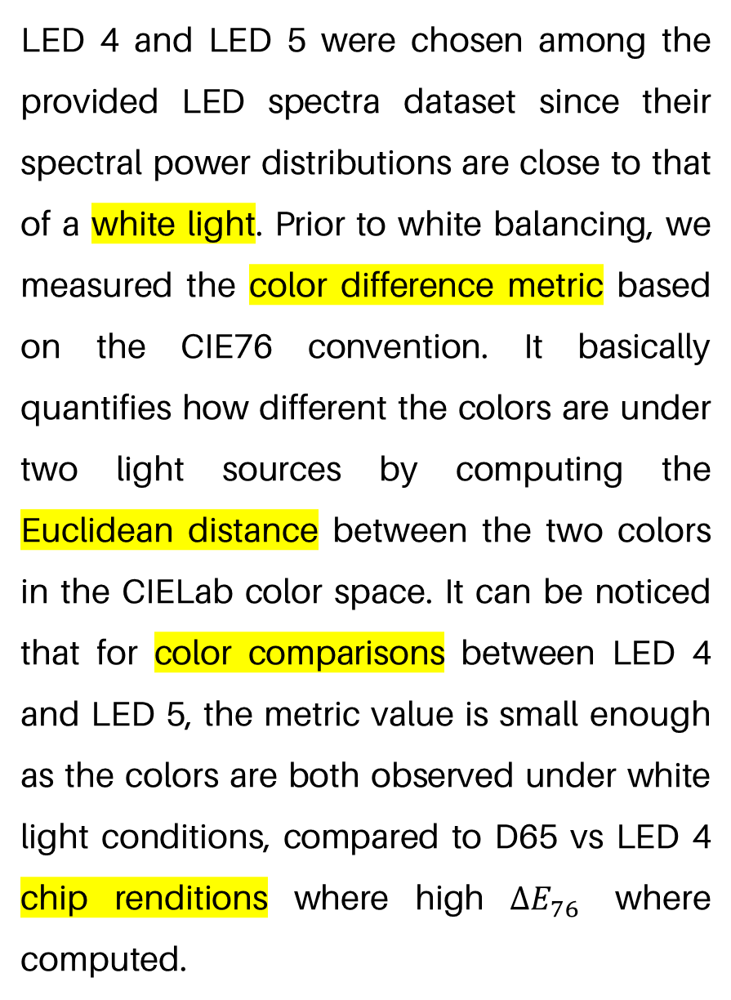 LED 4 and LED 5 were chosen among the
provided LED spectra dataset since their
spectral power distributions are close to that
of a white light. Prior to white balancing, we
measured the color difference metric based
on the CIE76 convention. It basically
quantifies how different the colors are under
two light sources by computing the
Euclidean distance between the two colors
in the CIELab color space. It can be noticed
that for color comparisons between LED 4
and LED 5, the metric value is small enough
as the colors are both observed under white
light conditions, compared to D65 vs LED 4
chip renditions where high Δ𝐸₇₆ where
computed.